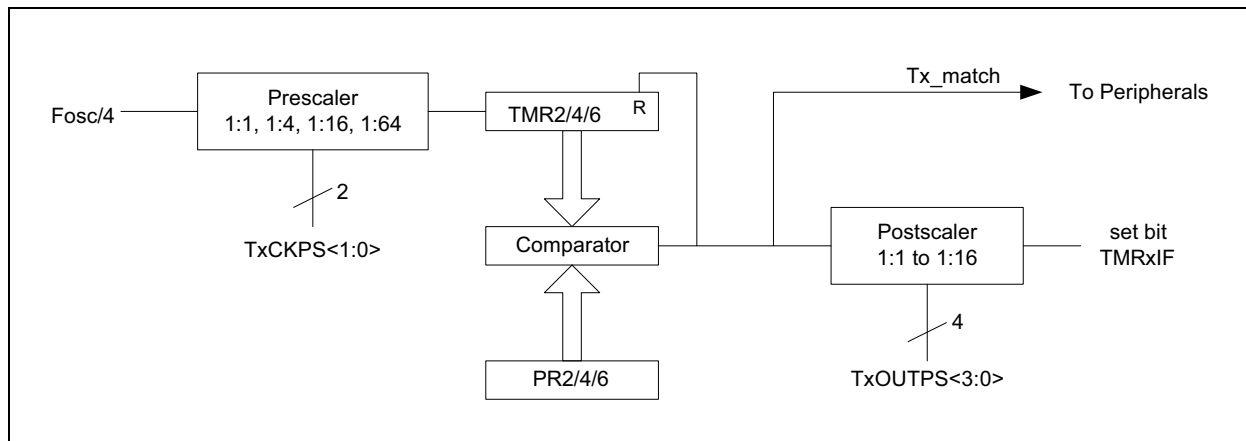 Fosc/4
Prescaler
1:1, 1:4, 1:16, 1:64
2
TxCKPS<1:0>
TMR2/4/6
R
Comparator
PR2/4/6
Tx_match
To Peripherals
Postscaler
1:1 to 1:16
4
TxOUTPS<3:0>
set bit
TMRxIF